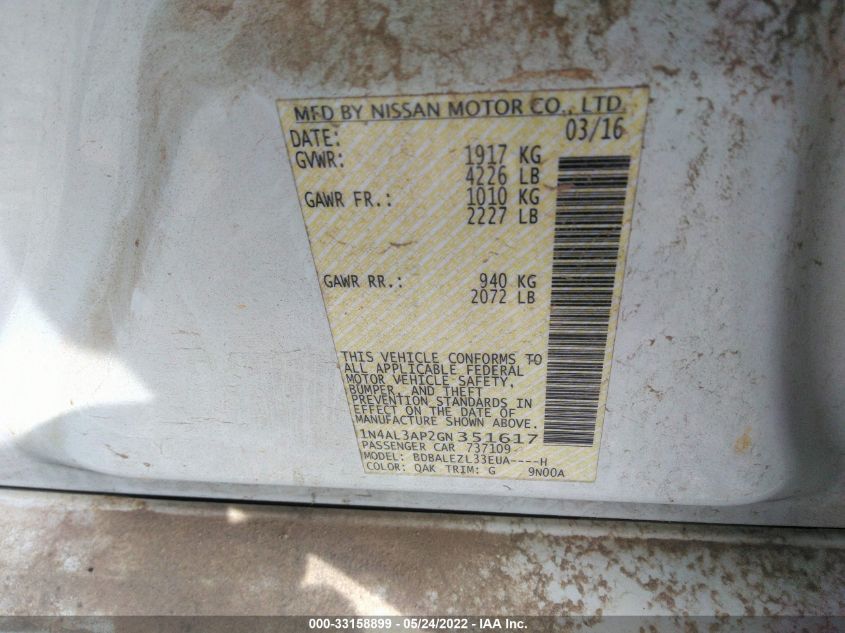 MFD BY NISSAN MOTOR CO., LTD.
DATE: 03/16
GVWR: 1917 KG
4226 LB
GAWR FR.: 1010 KG
2227 LB
GAWR RR.: 940 KG
2072 LB
THIS VEHICLE CONFORMS TO
ALL APPLICABLE FEDERAL
MOTOR VEHICLE SAFETY,
BUMPER, AND THEFT
PREVENTION STANDARDS IN
EFFECT ON THE DATE OF
MANUFACTURE SHOWN ABOVE.
1N4AL3AP2GN351617
PASSENGER CAR 737109
MODEL: BDBALEZL33EUA----H
COLOR: QAK TRIM: G 9N00A
000-33158899 - 05/24/2022 - IAA Inc.